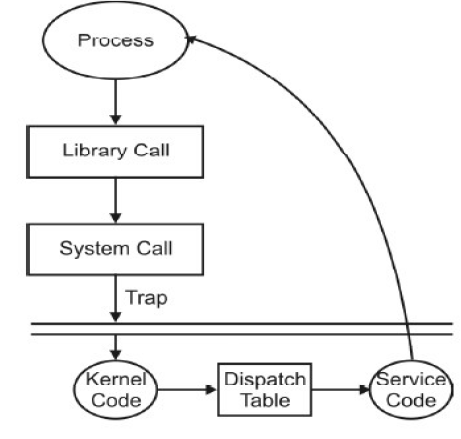 Process
Library Call
System Call
Trap
Kernel
Code
Dispatch
Table
Service
Code